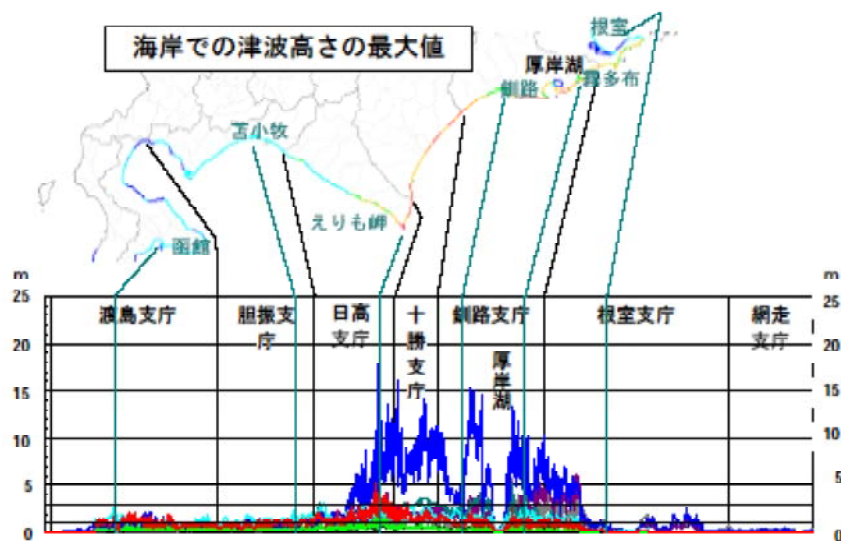 海岸での津波高さの最大値
根室
厚岸湖
釧路
霧多布
苫小牧
えりも岬
函館
m
m
25
20
15
10
5
0
渡島支庁
胆振支
庁
日高
支庁
十
勝
支
庁
釧路支庁
厚
岸
湖
根室支庁
網走
支庁
25
20
15
10
5
0